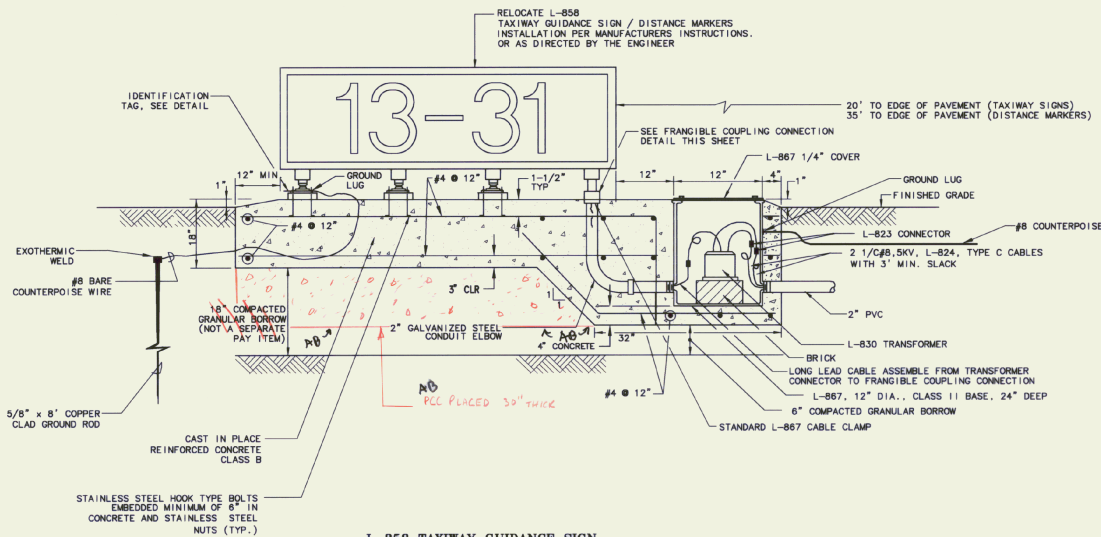 RELOCATE L-858
TAXIWAY GUIDANCE SIGN / DISTANCE MARKERS
INSTALLATION PER MANUFACTURERS INSTRUCTIONS.
OR AS DIRECTED BY THE ENGINEER
IDENTIFICATION
TAG, SEE DETAIL
13-31
20' TO EDGE OF PAVEMENT (TAXIWAY SIGNS)
35' TO EDGE OF PAVEMENT (DISTANCE MARKERS)
SEE FRANGIBLE COUPLING CONNECTION
DETAIL THIS SHEET
L-867 1/4" COVER
12" MIN
GROUND
LUG
#4 @ 12"
1-1/2"
TYP
12"
12"
4"
GROUND LUG
1"
1"
FINISHED GRADE
18"
#4 @ 12"
#8 COUNTERPOISE
L-823 CONNECTOR
2 1/C#8,5KV, L-824, TYPE C CABLES
WITH 3' MIN. SLACK
EXOTHERMIC
WELD
#8 BARE
COUNTERPOISE WIRE
3" CLR
1
1
2" PVC
18" COMPACTED
GRANULAR BORROW
(NOT A SEPARATE
PAY ITEM)
AB
2" GALVANIZED STEEL
CONDUIT ELBOW
AB
4" CONCRETE
32"
L-830 TRANSFORMER
BRICK
LONG LEAD CABLE ASSEMBLE FROM TRANSFORMER
CONNECTOR TO FRANGIBLE COUPLING CONNECTION
AB
PCC PLACED 30" THICK
#4 @ 12"
L-867, 12" DIA., CLASS II BASE, 24" DEEP
6" COMPACTED GRANULAR BORROW
STANDARD L-867 CABLE CLAMP
5/8" x 8' COPPER
CLAD GROUND ROD
CAST IN PLACE
REINFORCED CONCRETE
CLASS B
STAINLESS STEEL HOOK TYPE BOLTS
EMBEDDED MINIMUM OF 6" IN
CONCRETE AND STAINLESS STEEL
NUTS (TYP.)
L-858 TAXIWAY GUIDANCE SIGN